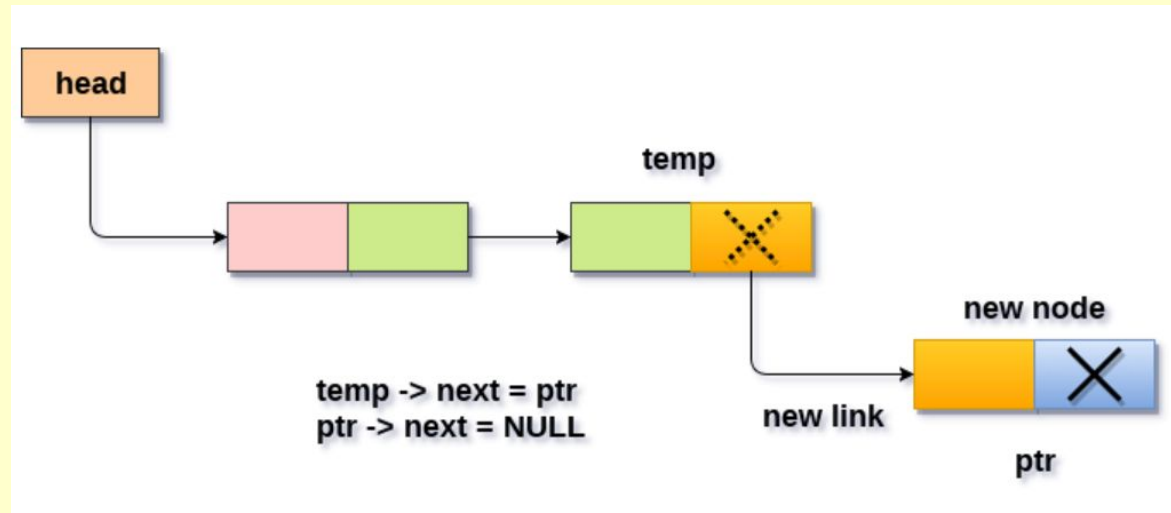 head
temp
new node
temp -> next = ptr
ptr -> next = NULL
new link
ptr